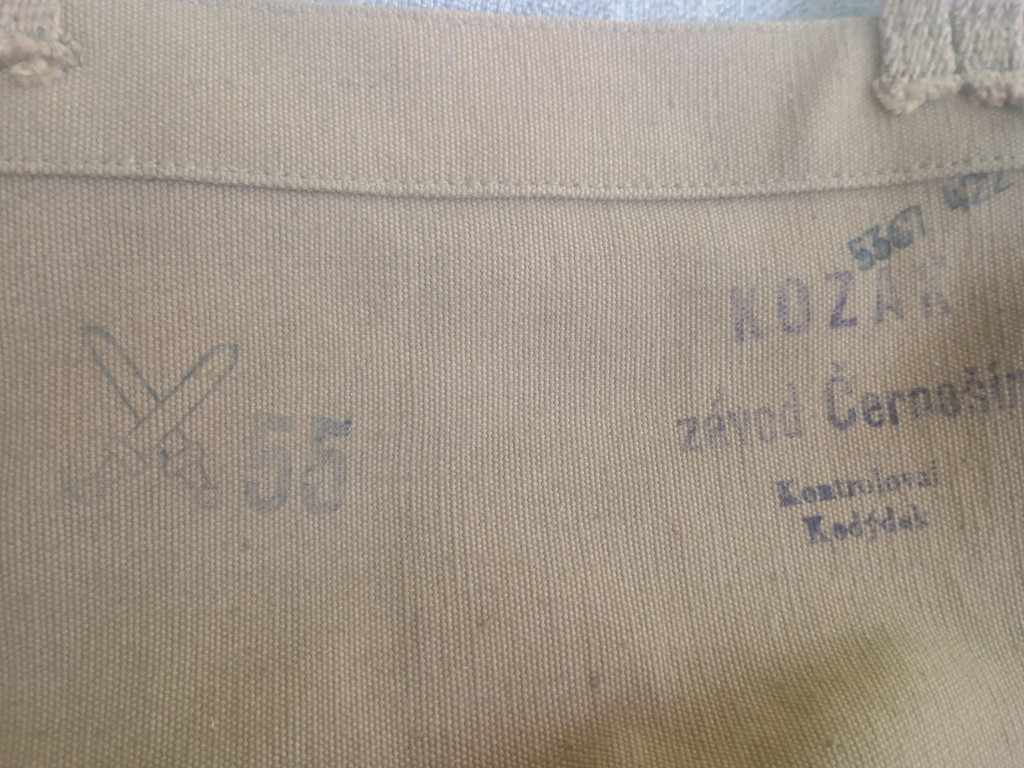 5367 422
KOZAK
závod Černošín
55
Kontroloval
Kodýdek